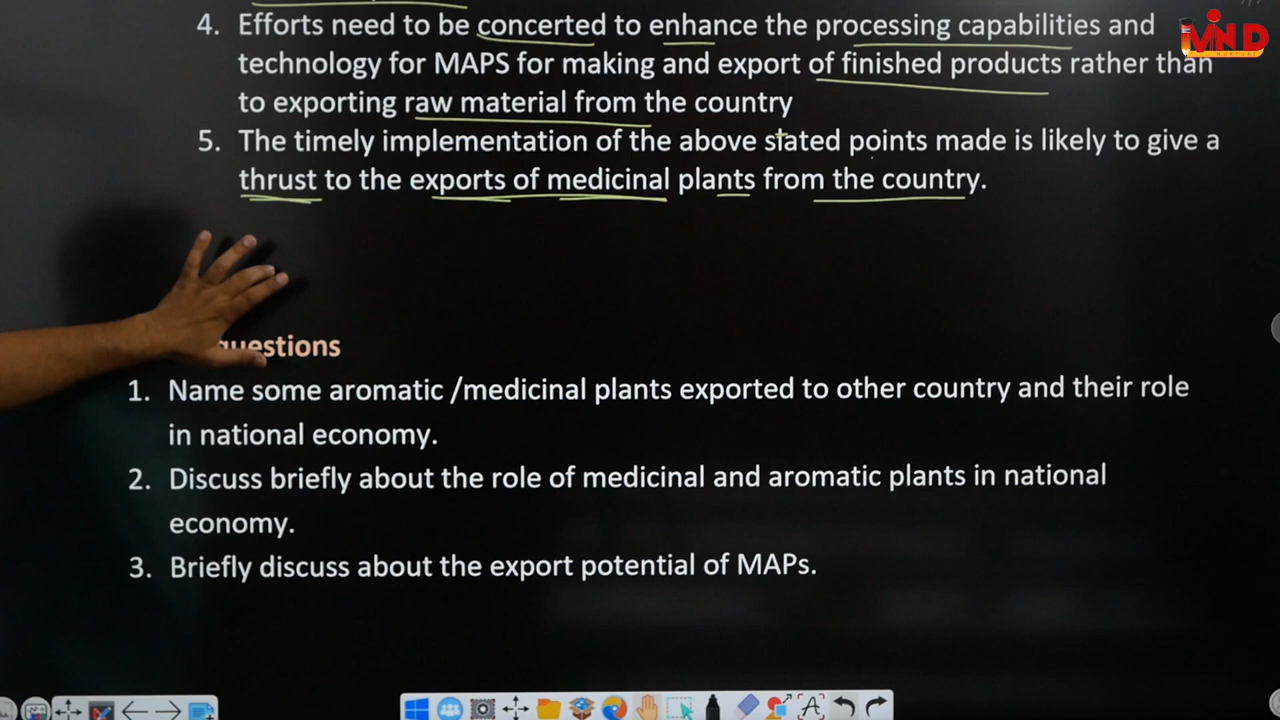 4. Efforts need to be concerted to enhance the processing capabilities and
technology for MAPS for making and export of finished products rather than
to exporting raw material from the country
5. The timely implementation of the above stated points made is likely to give a
thrust to the exports of medicinal plants from the country.
questions
1. Name some aromatic /medicinal plants exported to other country and their role
in national economy.
2. Discuss briefly about the role of medicinal and aromatic plants in national
economy.
3. Briefly discuss about the export potential of MAPs.
MIND